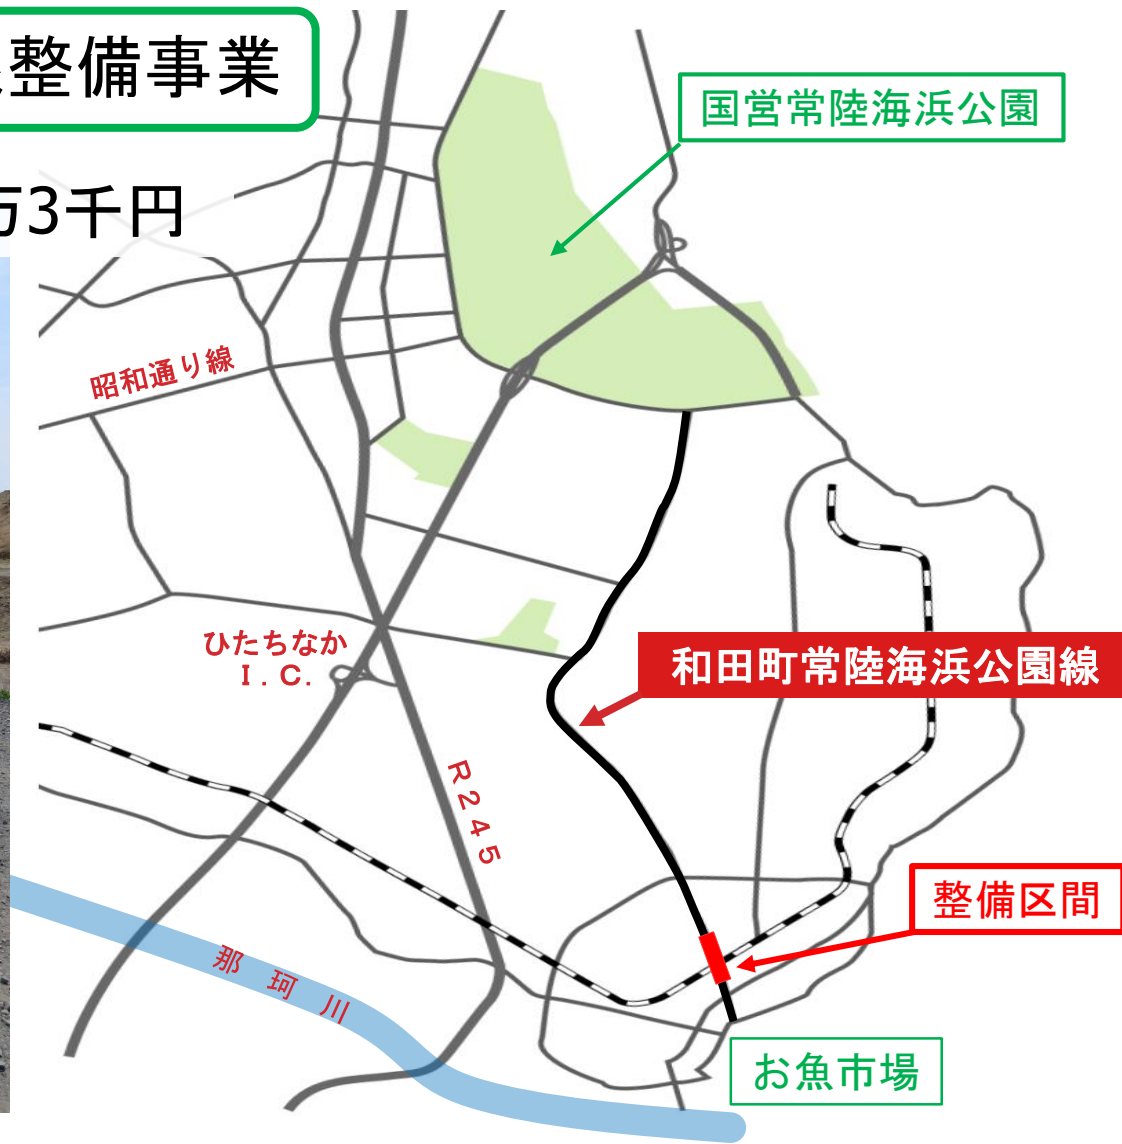 整備事業
万3千円
国営常陸海浜公園
昭和通り線
ひたちなか
I.C.
和田町常陸海浜公園線
R245
整備区間
那珂川
お魚市場